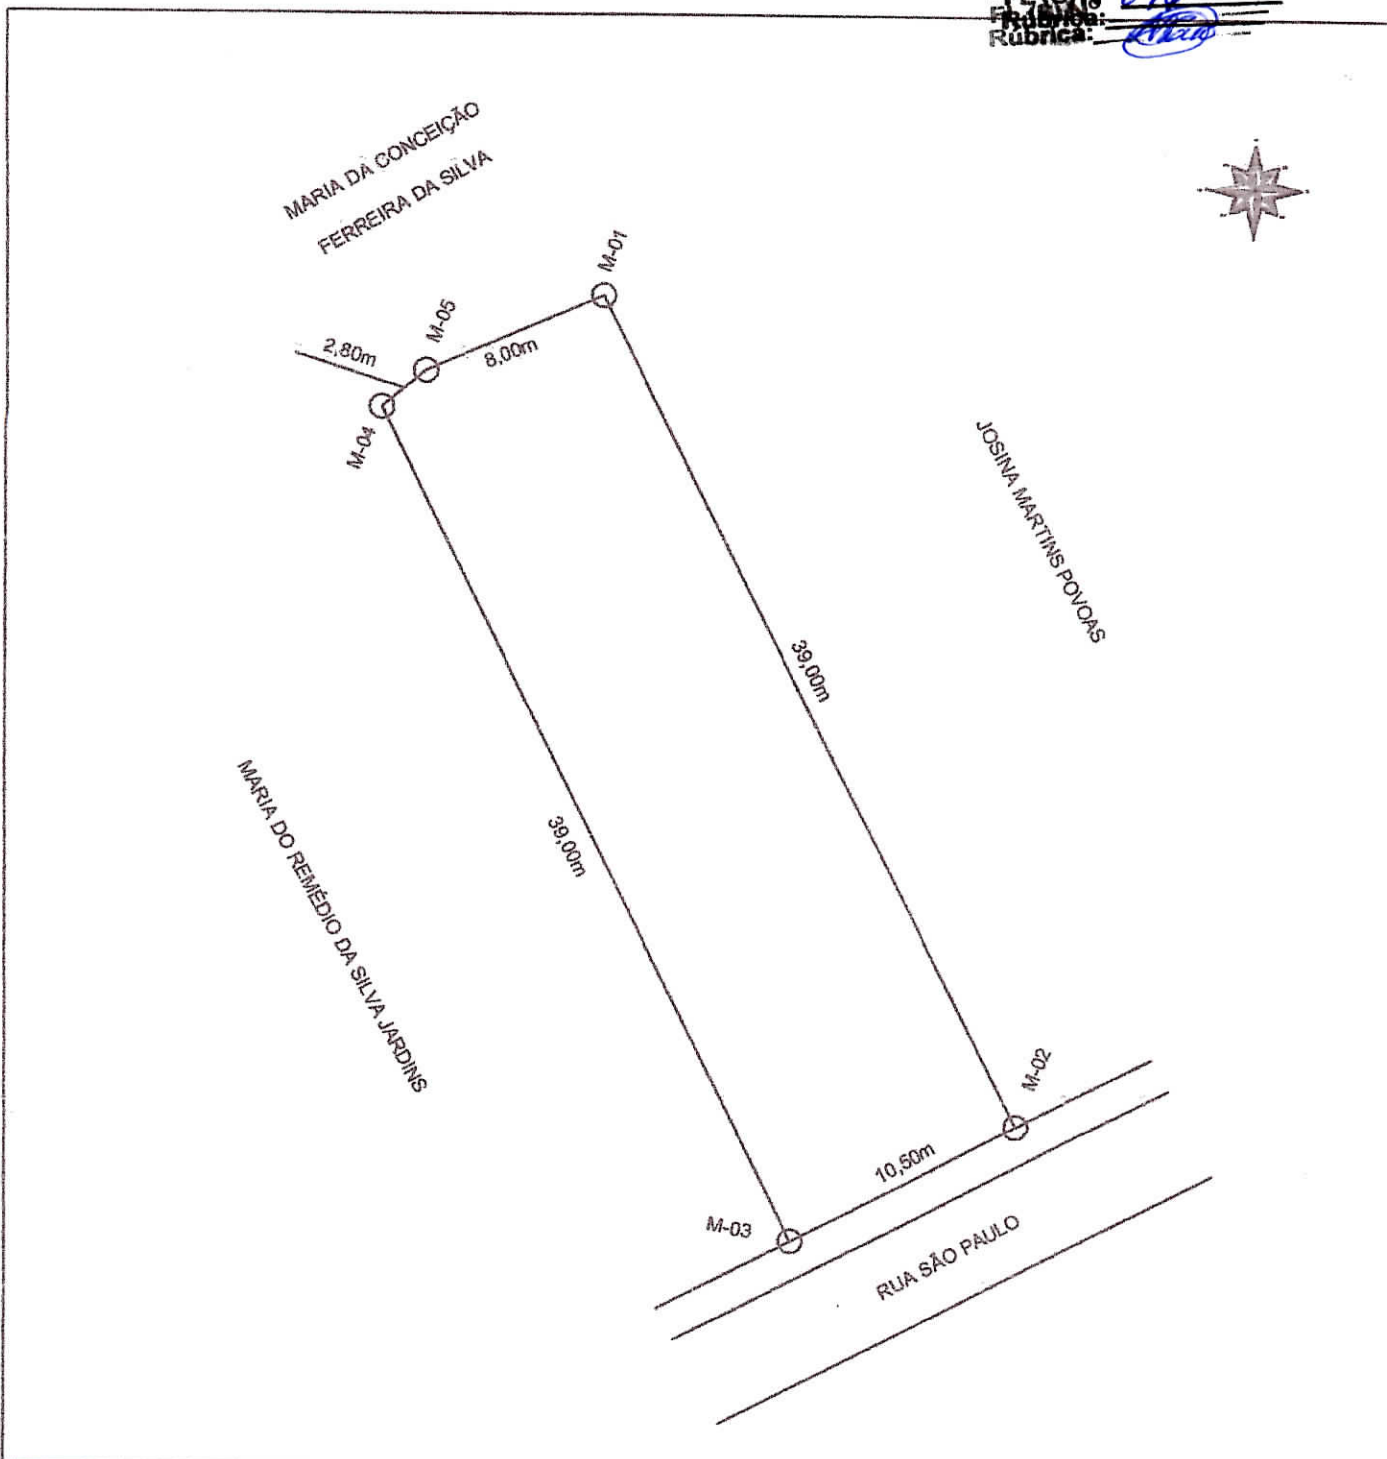 Rubrica:
Rubrica:
MARIA DA CONCEIÇÃO
FERREIRA DA SILVA
M-01
M-05
2,80m
8,00m
M-04
JOSINA MARTINS POVOAS
39,00m
39,00m
MARIA DO REMÉDIO DA SILVA JARDINS
M-02
10,50m
M-03
RUA SÃO PAULO